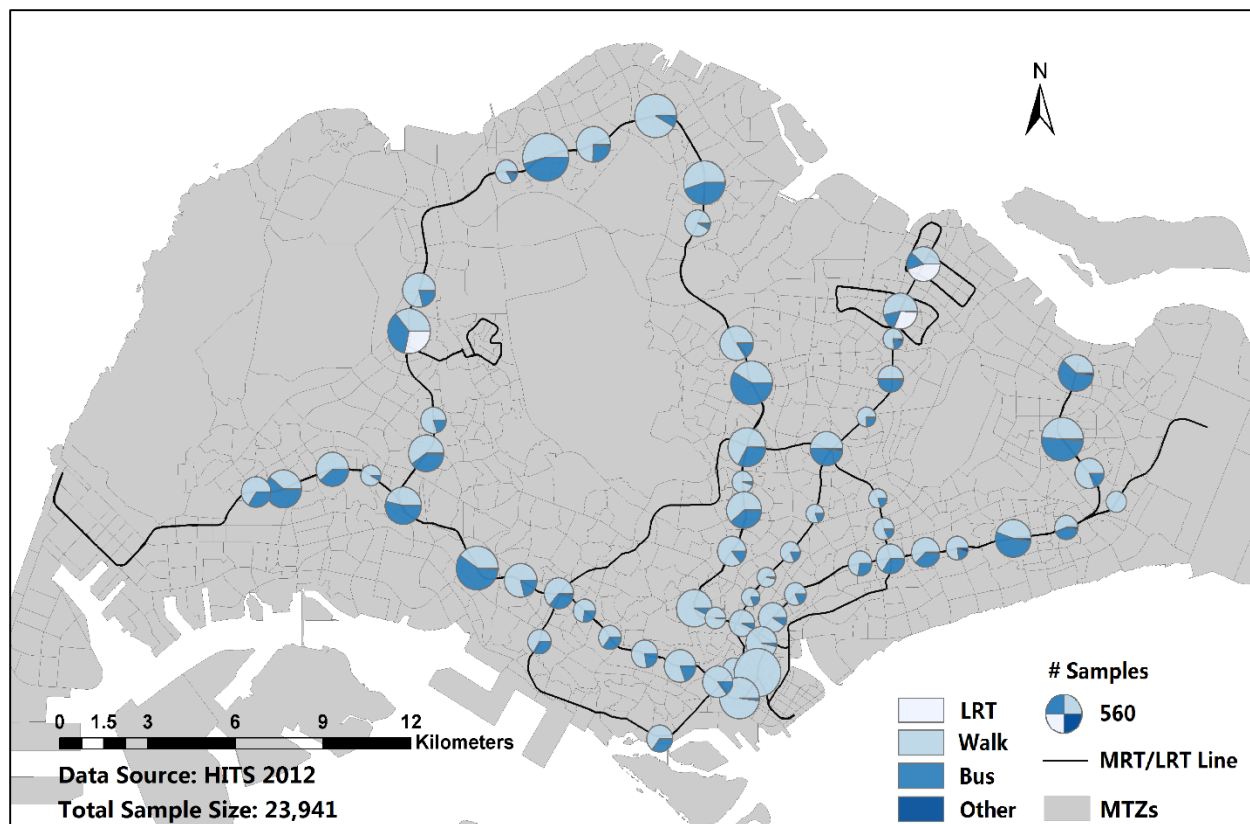 N
# Samples
560
LRT
Walk
Bus
Other
MRT/LRT Line
MTZs
0 1.5 3 6 9 12
Kilometers
Data Source: HITS 2012
Total Sample Size: 23,941